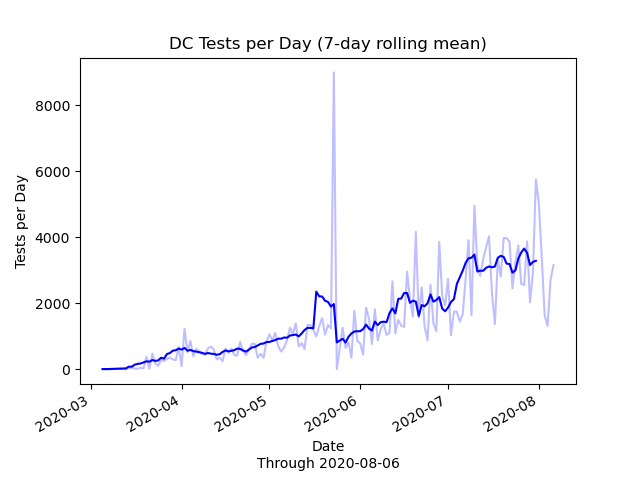 DC Tests per Day (7-day rolling mean)
8000
6000
4000
2000
0
Tests per Day
2020-03
2020-04
2020-05
2020-06
2020-07
2020-08
Date
Through 2020-08-06